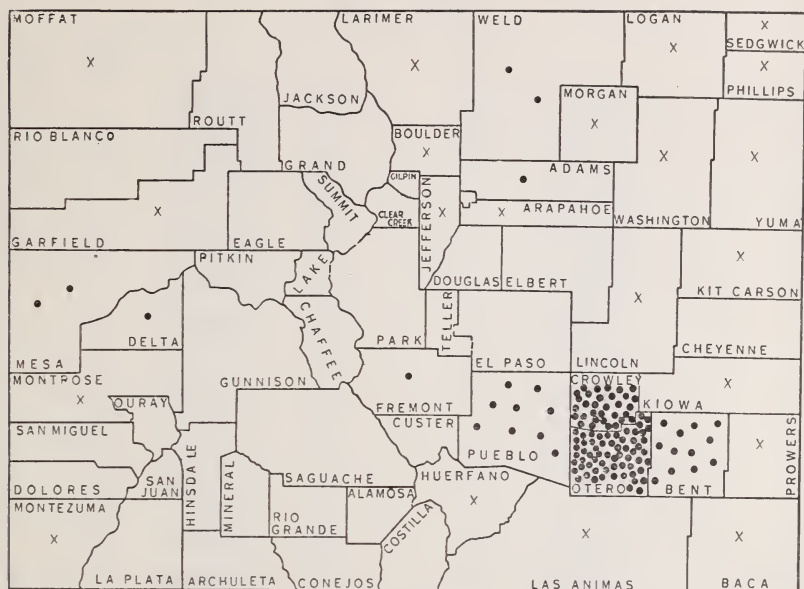 MOFFAT
LARIMER
WELD
LOGAN
X
X
X
SEDGWICK
X
JACKSON
MORGAN
PHILLIPS
ROUTT
X
RIO BLANCO
BOULDER
X
X
X
GRAND
GILPIN
ADAMS
SUMMIT
CLEAR
CREEK
JEFFERSON
X
X
X
ARAPAHOE
WASHINGTON
YUMA
GARFIELD
EAGLE
PITKIN
LAKE
DOUGLAS
ELBERT
X
X
KIT CARSON
CHAFFEE
TELLER
DELTA
PARK
MESA
EL PASO
LINCOLN
CHEYENNE
MONTROSE
GUNNISON
CROWLEY
X
X
OURAY
FREMONT
KIOWA
SAN MIGUEL
CUSTER
PUEBLO
X
PROWERS
HINSDALE
MINERAL
SAGUACHE
HUERFANO
DOLORES
SAN
JUAN
ALAMOSA
X
OTERO
BENT
MONTEZUMA
RIO
GRANDE
COSTILLA
X
X
X
LA PLATA
ARCHULETA
CONEJOS
LAS ANIMAS
BACA